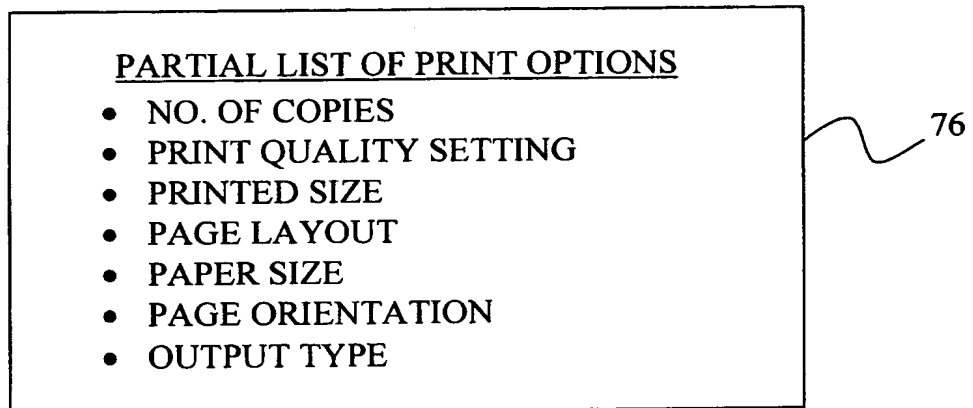 PARTIAL LIST OF PRINT OPTIONS
• NO. OF COPIES
• PRINT QUALITY SETTING
• PRINTED SIZE
• PAGE LAYOUT
• PAPER SIZE
• PAGE ORIENTATION
• OUTPUT TYPE
76